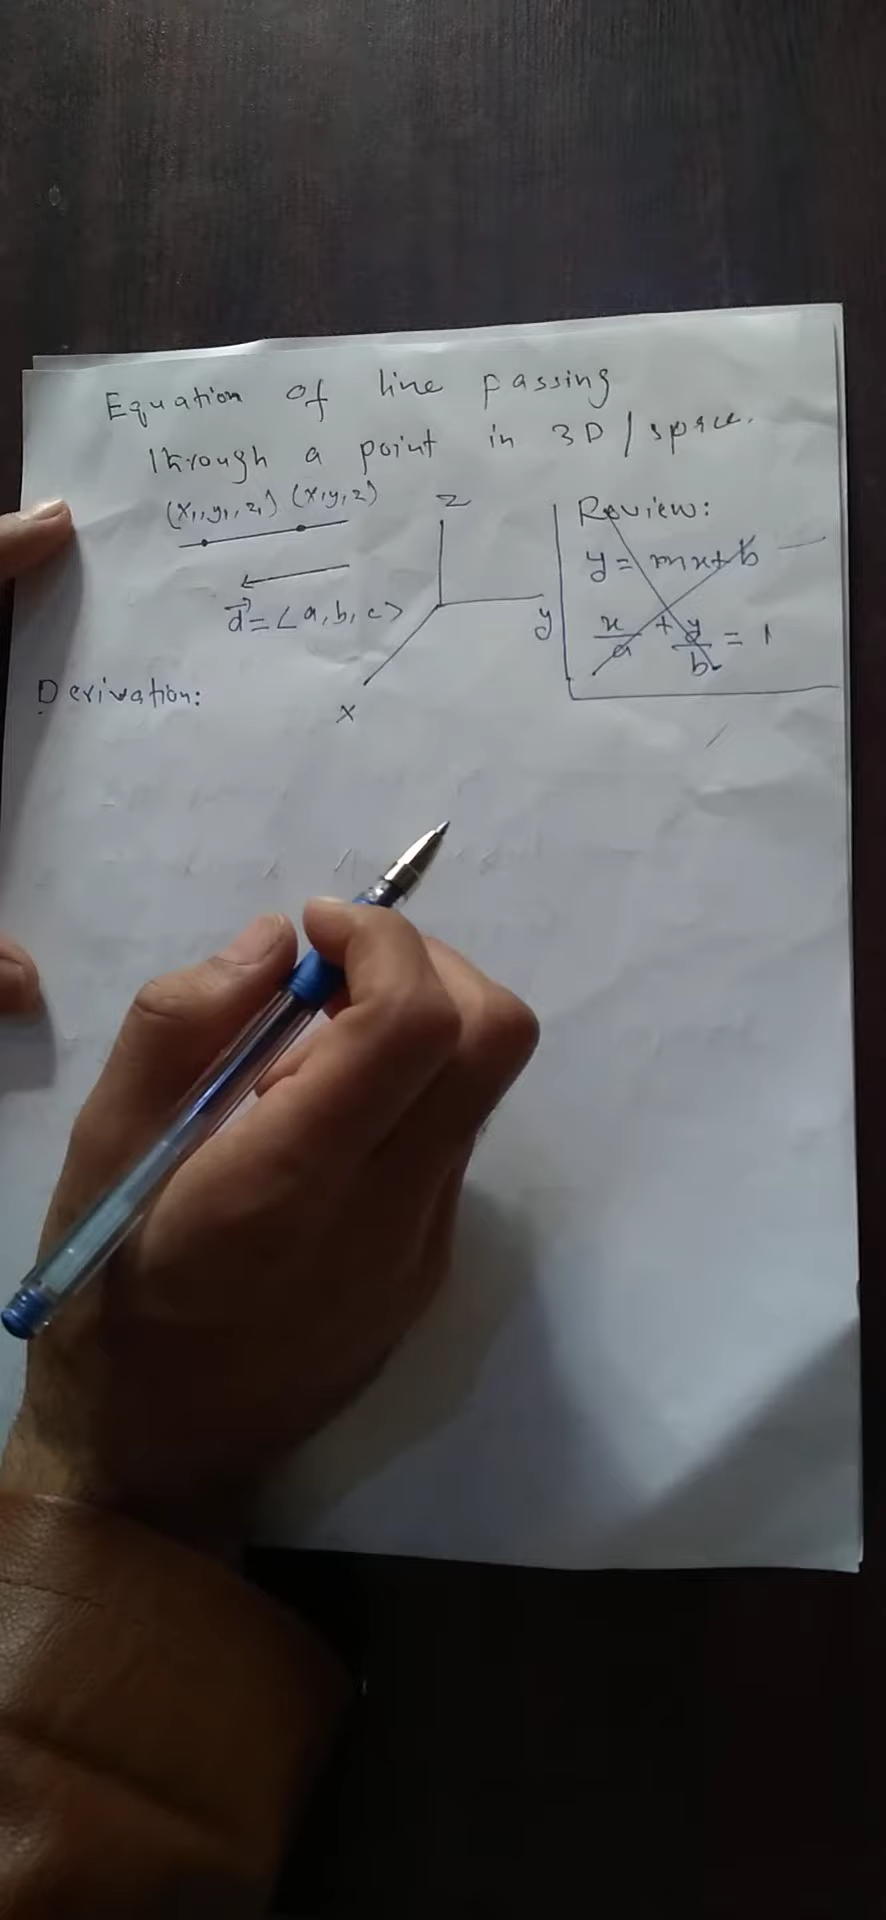 Equation of line passing
through a point in 3D / space.
(x₁, y₁, z₁) (x, y, z)
d⃗ = <a, b, c>
z
y
x
Review:
y = mx + b
x/a + y/b = 1
Derivation: